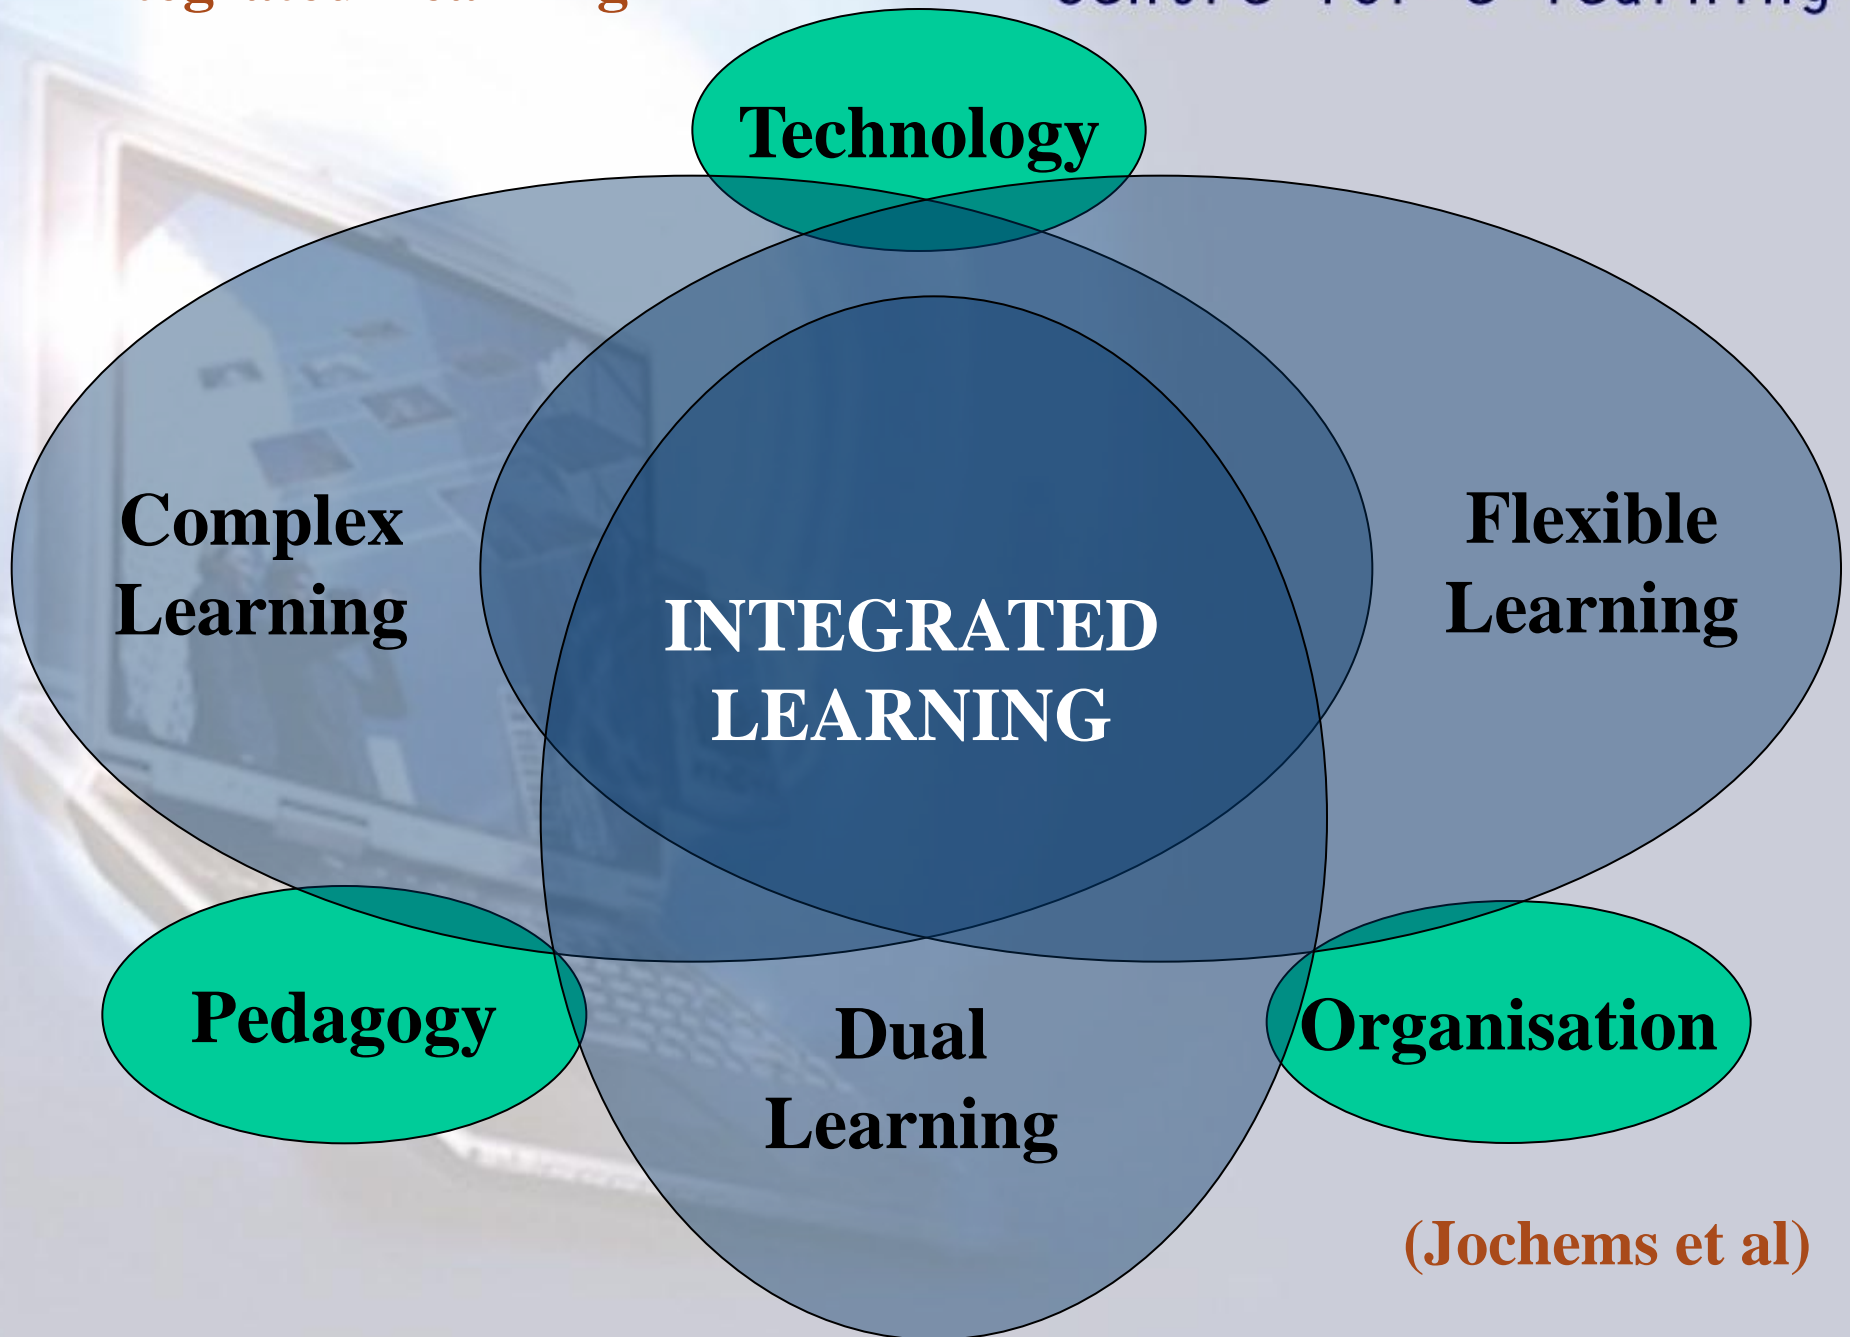 Technology
Complex
Learning
Flexible
Learning
INTEGRATED
LEARNING
Pedagogy
Dual
Learning
Organisation
(Jochems et al)